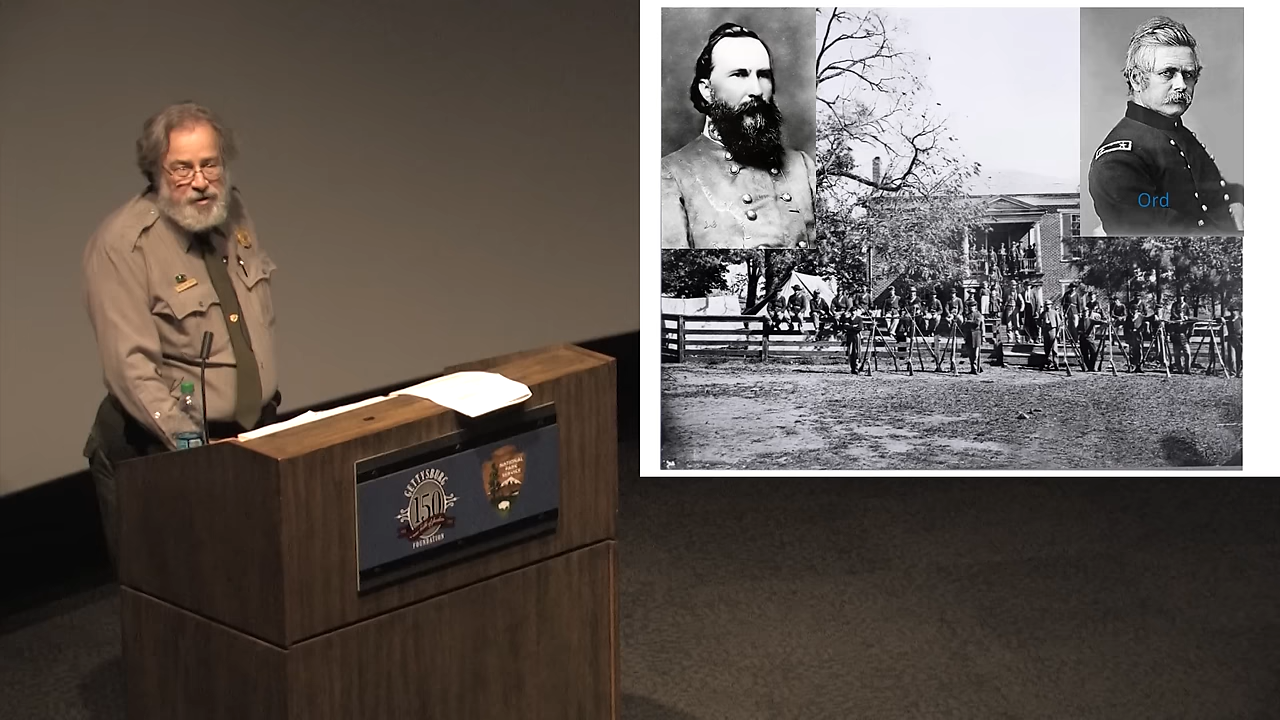 Ord
GETTYSBURG
150
FOUNDATION
NATIONAL
PARK
SERVICE